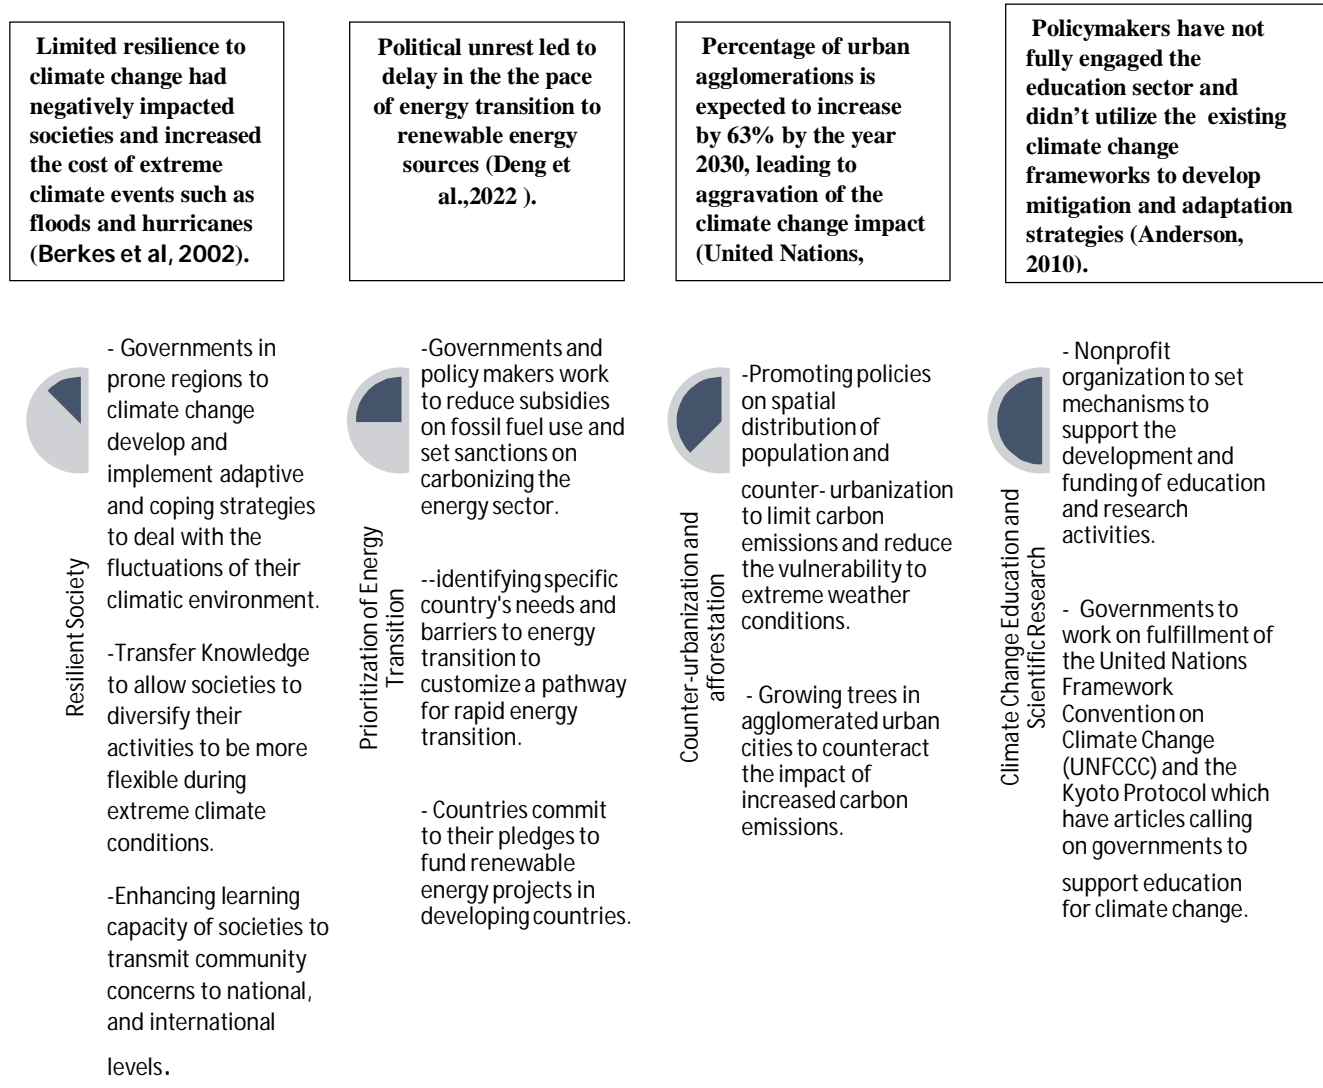 Limited resilience to
climate change had
negatively impacted
societies and increased
the cost of extreme
climate events such as
floods and hurricanes
(Berkes et al, 2002).
Political unrest led to
delay in the the pace
of energy transition to
renewable energy
sources (Deng et
al.,2022 ).
Percentage of urban
agglomerations is
expected to increase
by 63% by the year
2030, leading to
aggravation of the
climate change impact
(United Nations,
Policymakers have not
fully engaged the
education sector and
didn't utilize the existing
climate change
frameworks to develop
mitigation and adaptation
strategies (Anderson,
2010).
Resilient Society
- Governments in
prone regions to
climate change
develop and
implement adaptive
and coping strategies
to deal with the
fluctuations of their
climatic environment.
-Transfer Knowledge
to allow societies to
diversify their
activities to be more
flexible during
extreme climate
conditions.
-Enhancing learning
capacity of societies to
transmit community
concerns to national,
and international
levels.
Prioritization of Energy
Transition
-Governments and
policy makers work
to reduce subsidies
on fossil fuel use and
set sanctions on
carbonizing the
energy sector.
--identifying specific
country's needs and
barriers to energy
transition to
customize a pathway
for rapid energy
transition.
- Countries commit
to their pledges to
fund renewable
energy projects in
developing countries.
Counter-urbanization and
afforestation
-Promoting policies
on spatial
distribution of
population and
counter- urbanization
to limit carbon
emissions and reduce
the vulnerability to
extreme weather
conditions.
- Growing trees in
agglomerated urban
cities to counteract
the impact of
increased carbon
emissions.
Climate Change Education and
Scientific Research
- Nonprofit
organization to set
mechanisms to
support the
development and
funding of education
and research
activities.
- Governments to
work on fulfillment of
the United Nations
Framework
Convention on
Climate Change
(UNFCCC) and the
Kyoto Protocol which
have articles calling
on governments to
support education
for climate change.